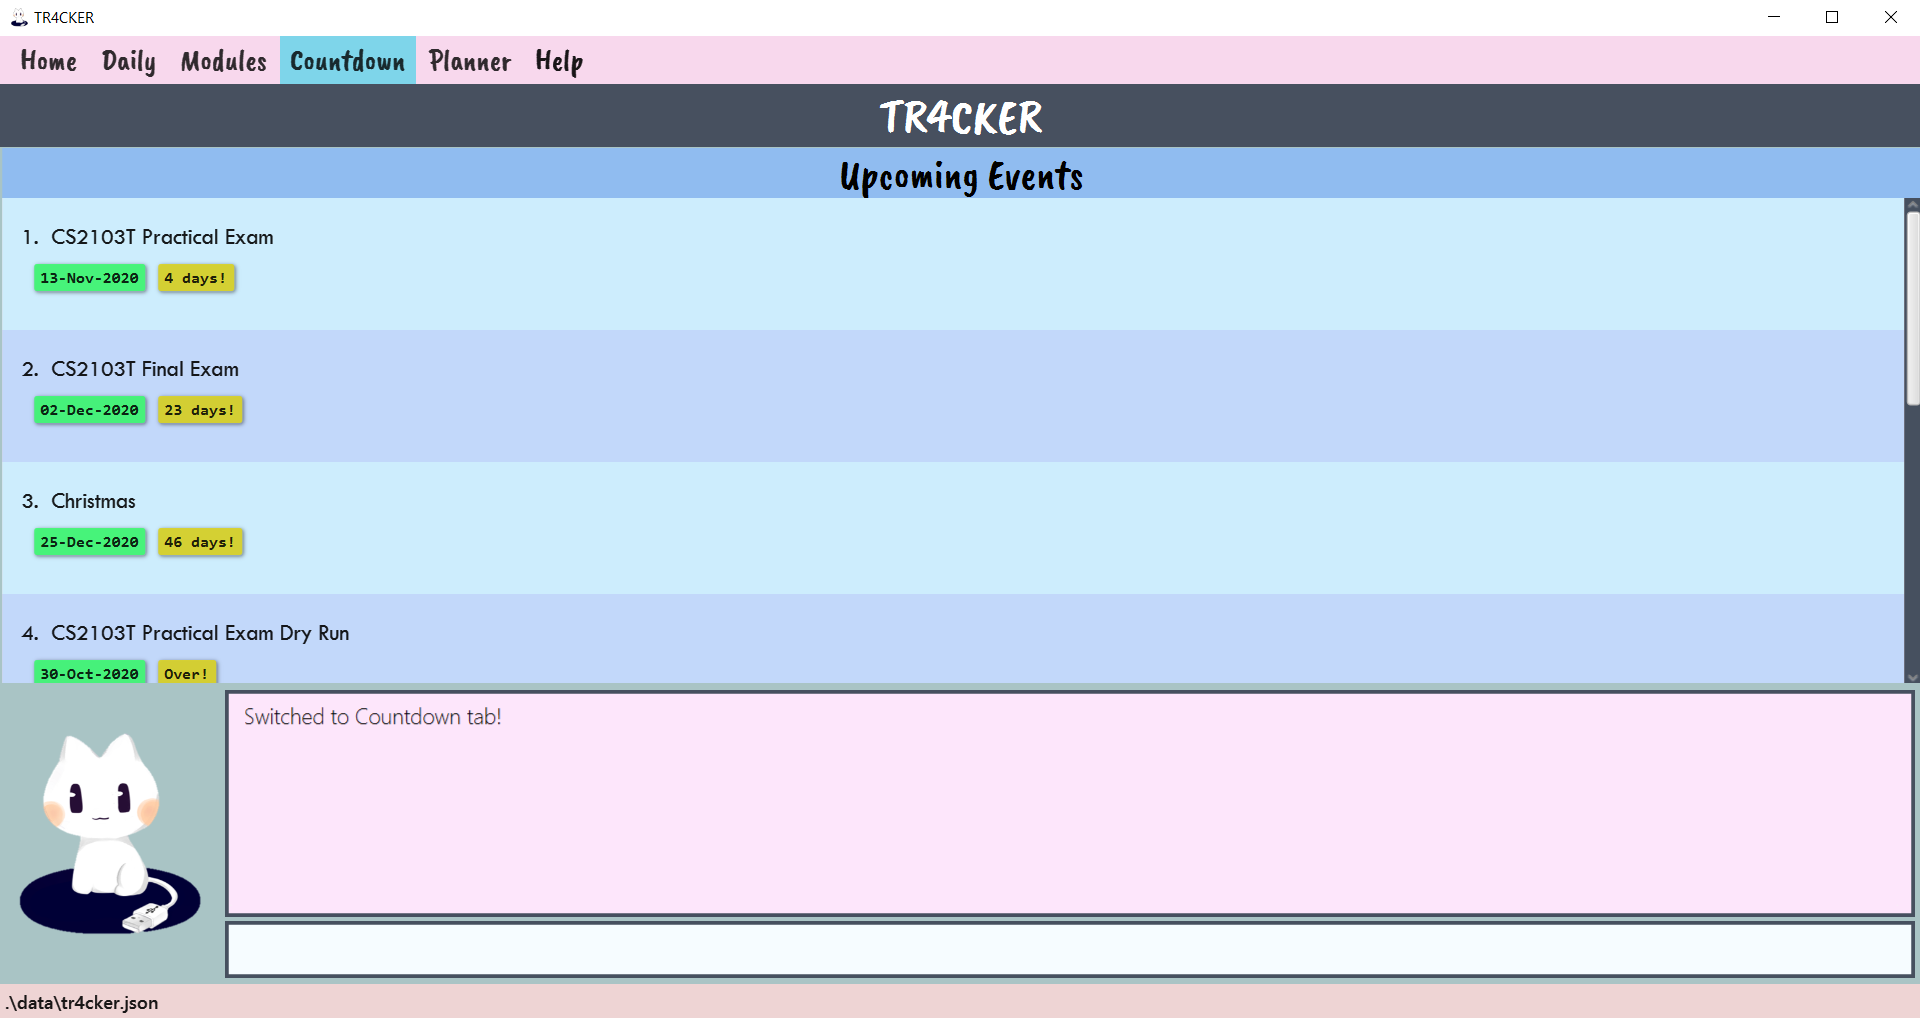 TR4CKER
Home Daily Modules Countdown Planner Help
TR4CKER
Upcoming Events
1. CS2103T Practical Exam
13-Nov-2020 4 days!
2. CS2103T Final Exam
02-Dec-2020 23 days!
3. Christmas
25-Dec-2020 46 days!
4. CS2103T Practical Exam Dry Run
30-Oct-2020 Over!
Switched to Countdown tab!
.\data\tr4cker.json